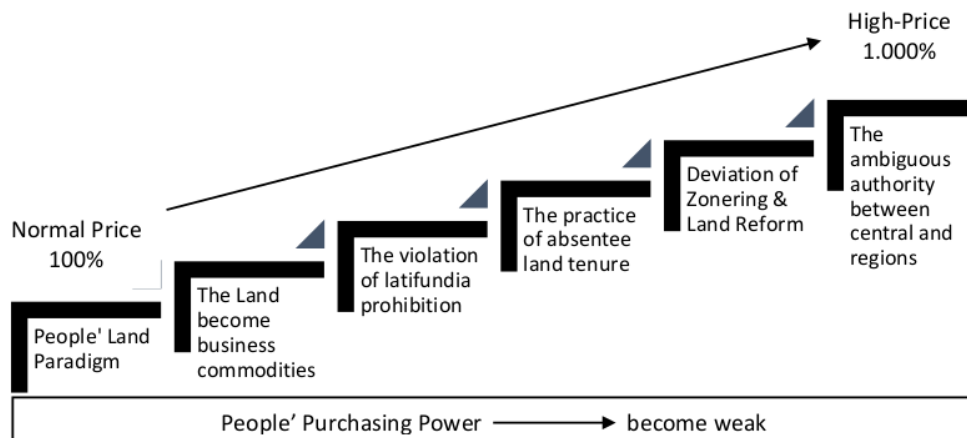 High-Price
1.000%
Normal Price
100%
People' Land
Paradigm
The Land
become
business
commodities
The violation
of latifundia
prohibition
The practice
of absentee
land tenure
Deviation of
Zonering &
Land Reform
The
ambiguous
authority
between
central and
regions
People’ Purchasing Power become weak